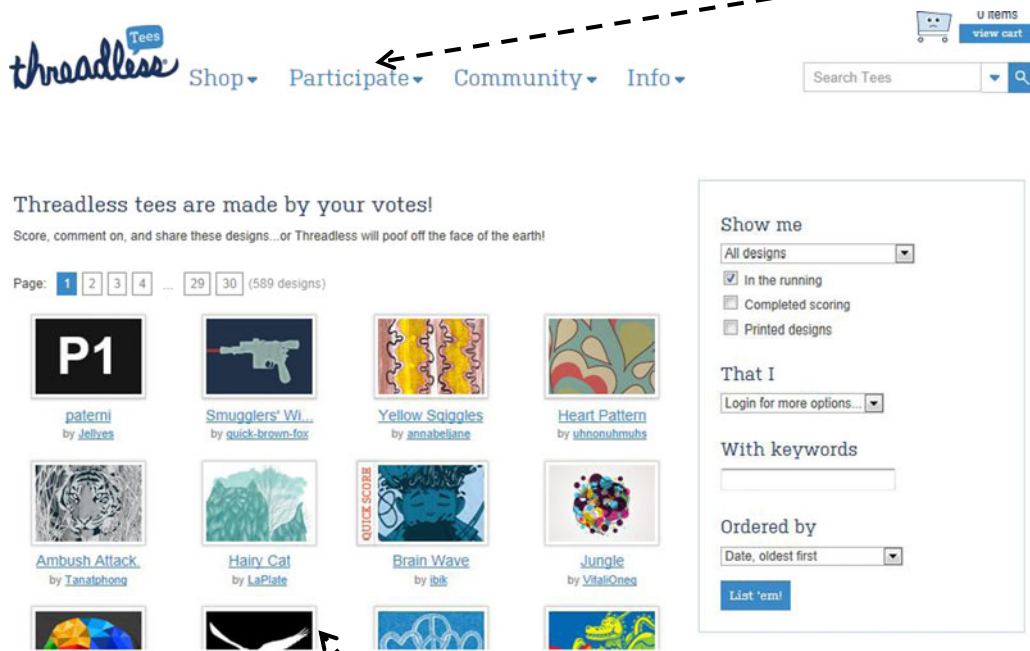 0 items
view cart
Tees
threadless
Shop Participate Community Info
Search Tees
Threadless tees are made by your votes!
Score, comment on, and share these designs...or Threadless will poof off the face of the earth!
Page: 1 2 3 4 ... 29 30 (589 designs)
P1
paterni
by Jellyes
Smugglers' Wi...
by quick-brown-fox
Yellow Sqiggles
by annabeljane
Heart Pattern
by uhnonuhmuhs
Ambush Attack.
by Tanatphong
Hairy Cat
by LaPlate
QUICK SCORE
Brain Wave
by ibik
Jungle
by VitaliOneg
Show me
All designs
In the running
Completed scoring
Printed designs
That I
Login for more options...
With keywords
Ordered by
Date, oldest first
List 'em!